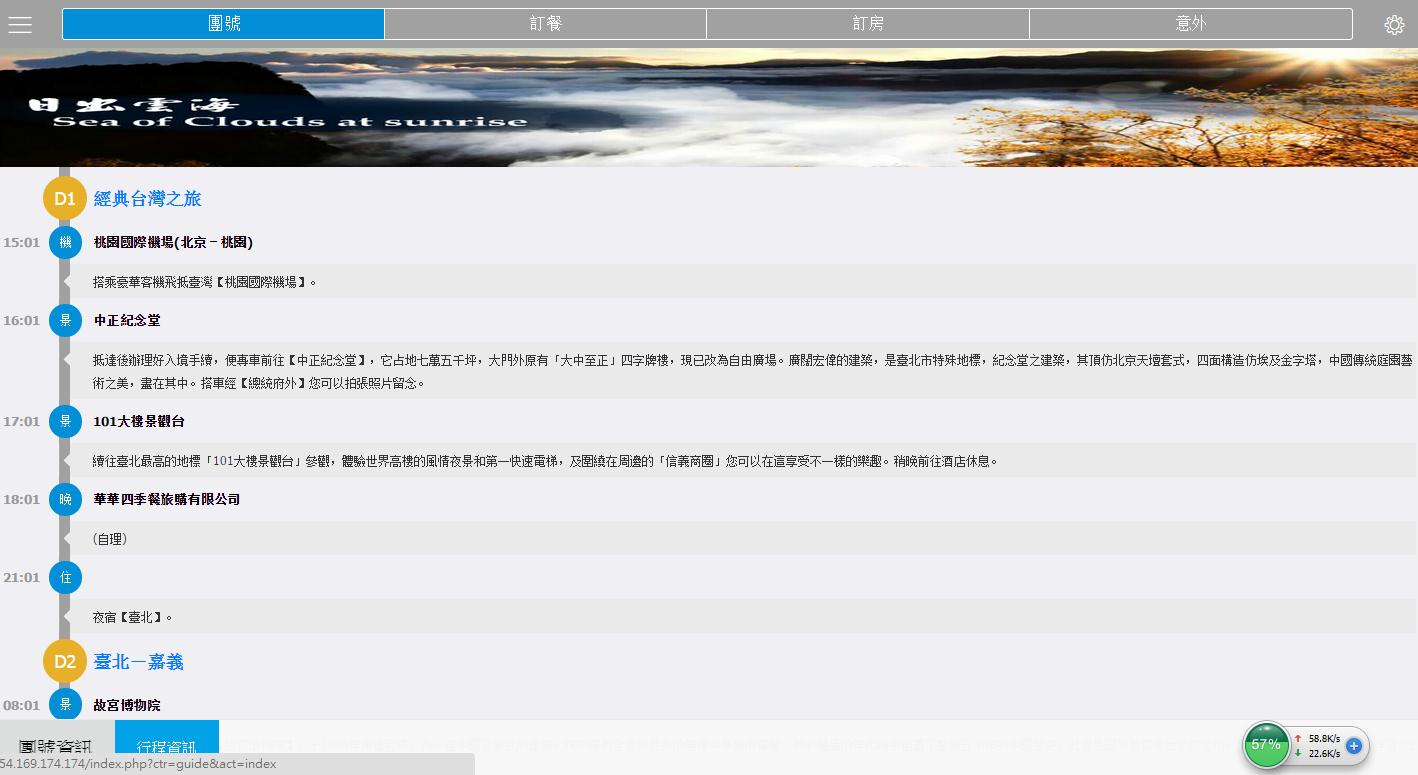 團號
訂餐
訂房
意外
日出雲海
Sea of Clouds at sunrise
D1 經典台灣之旅
15:01 機 桃園國際機場(北京－桃園)
搭乘豪華客機飛抵臺灣【桃園國際機場】。
16:01 景 中正紀念堂
抵達後辦理好入境手續，便專車前往【中正紀念堂】，它占地七萬五千坪，大門外原有「大中至正」四字牌樓，現已改為自由廣場。廣闊宏偉的建築，是臺北市特殊地標，紀念堂之建築，其頂仿北京天壇套式，四面構造仿埃及金字塔，中國傳統庭園藝
術之美，盡在其中。搭車經【總統府外】您可以拍張照片留念。
17:01 景 101大樓景觀台
續往臺北最高的地標「101大樓景觀台」參觀，體驗世界高樓的風情夜景和第一快速電梯，及圍繞在周邊的「信義商圈」您可以在這享受不一樣的樂趣。稍晚前往酒店休息。
18:01 晚 華華四季餐旅購有限公司
(自理)
21:01 住
夜宿【臺北】。
D2 臺北－嘉義
08:01 景 故宮博物院
團號資訊
行程資訊
54.169.174.174/index.php?ctr=guide&act=index
57%
58.8K/s
22.6K/s